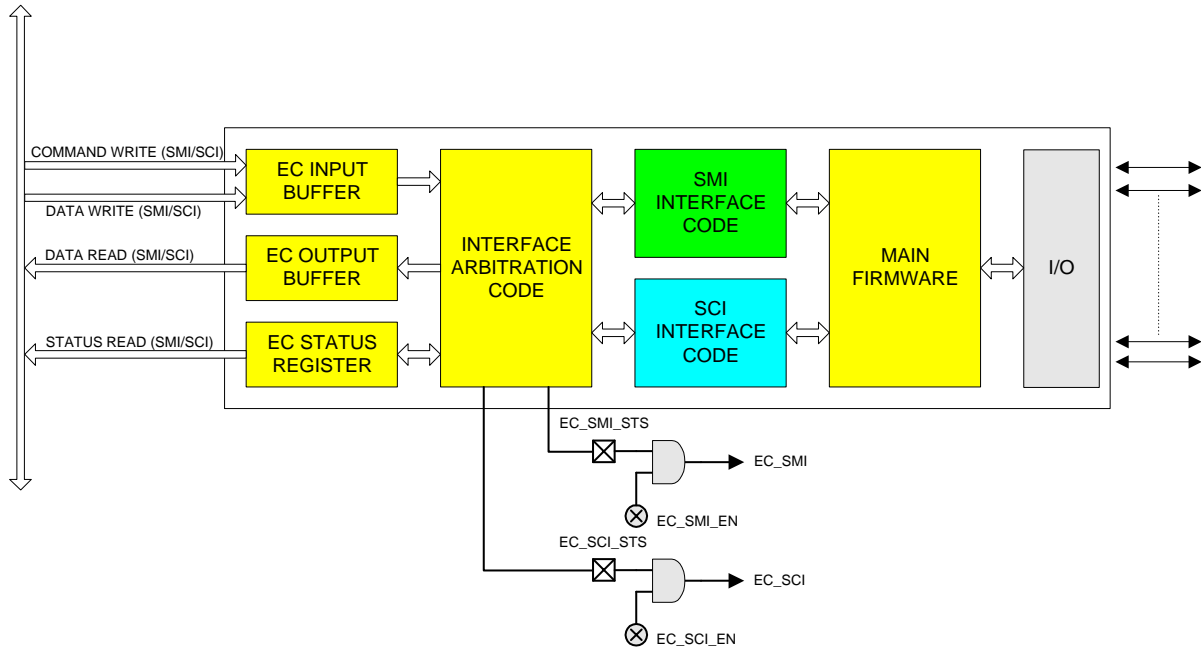 COMMAND WRITE (SMI/SCI)
DATA WRITE (SMI/SCI)
DATA READ (SMI/SCI)
STATUS READ (SMI/SCI)
EC INPUT
BUFFER
EC OUTPUT
BUFFER
EC STATUS
REGISTER
INTERFACE
ARBITRATION
CODE
SMI
INTERFACE
CODE
SCI
INTERFACE
CODE
MAIN
FIRMWARE
I/O
EC_SMI_STS
EC_SMI
EC_SMI_EN
EC_SCI_STS
EC_SCI
EC_SCI_EN